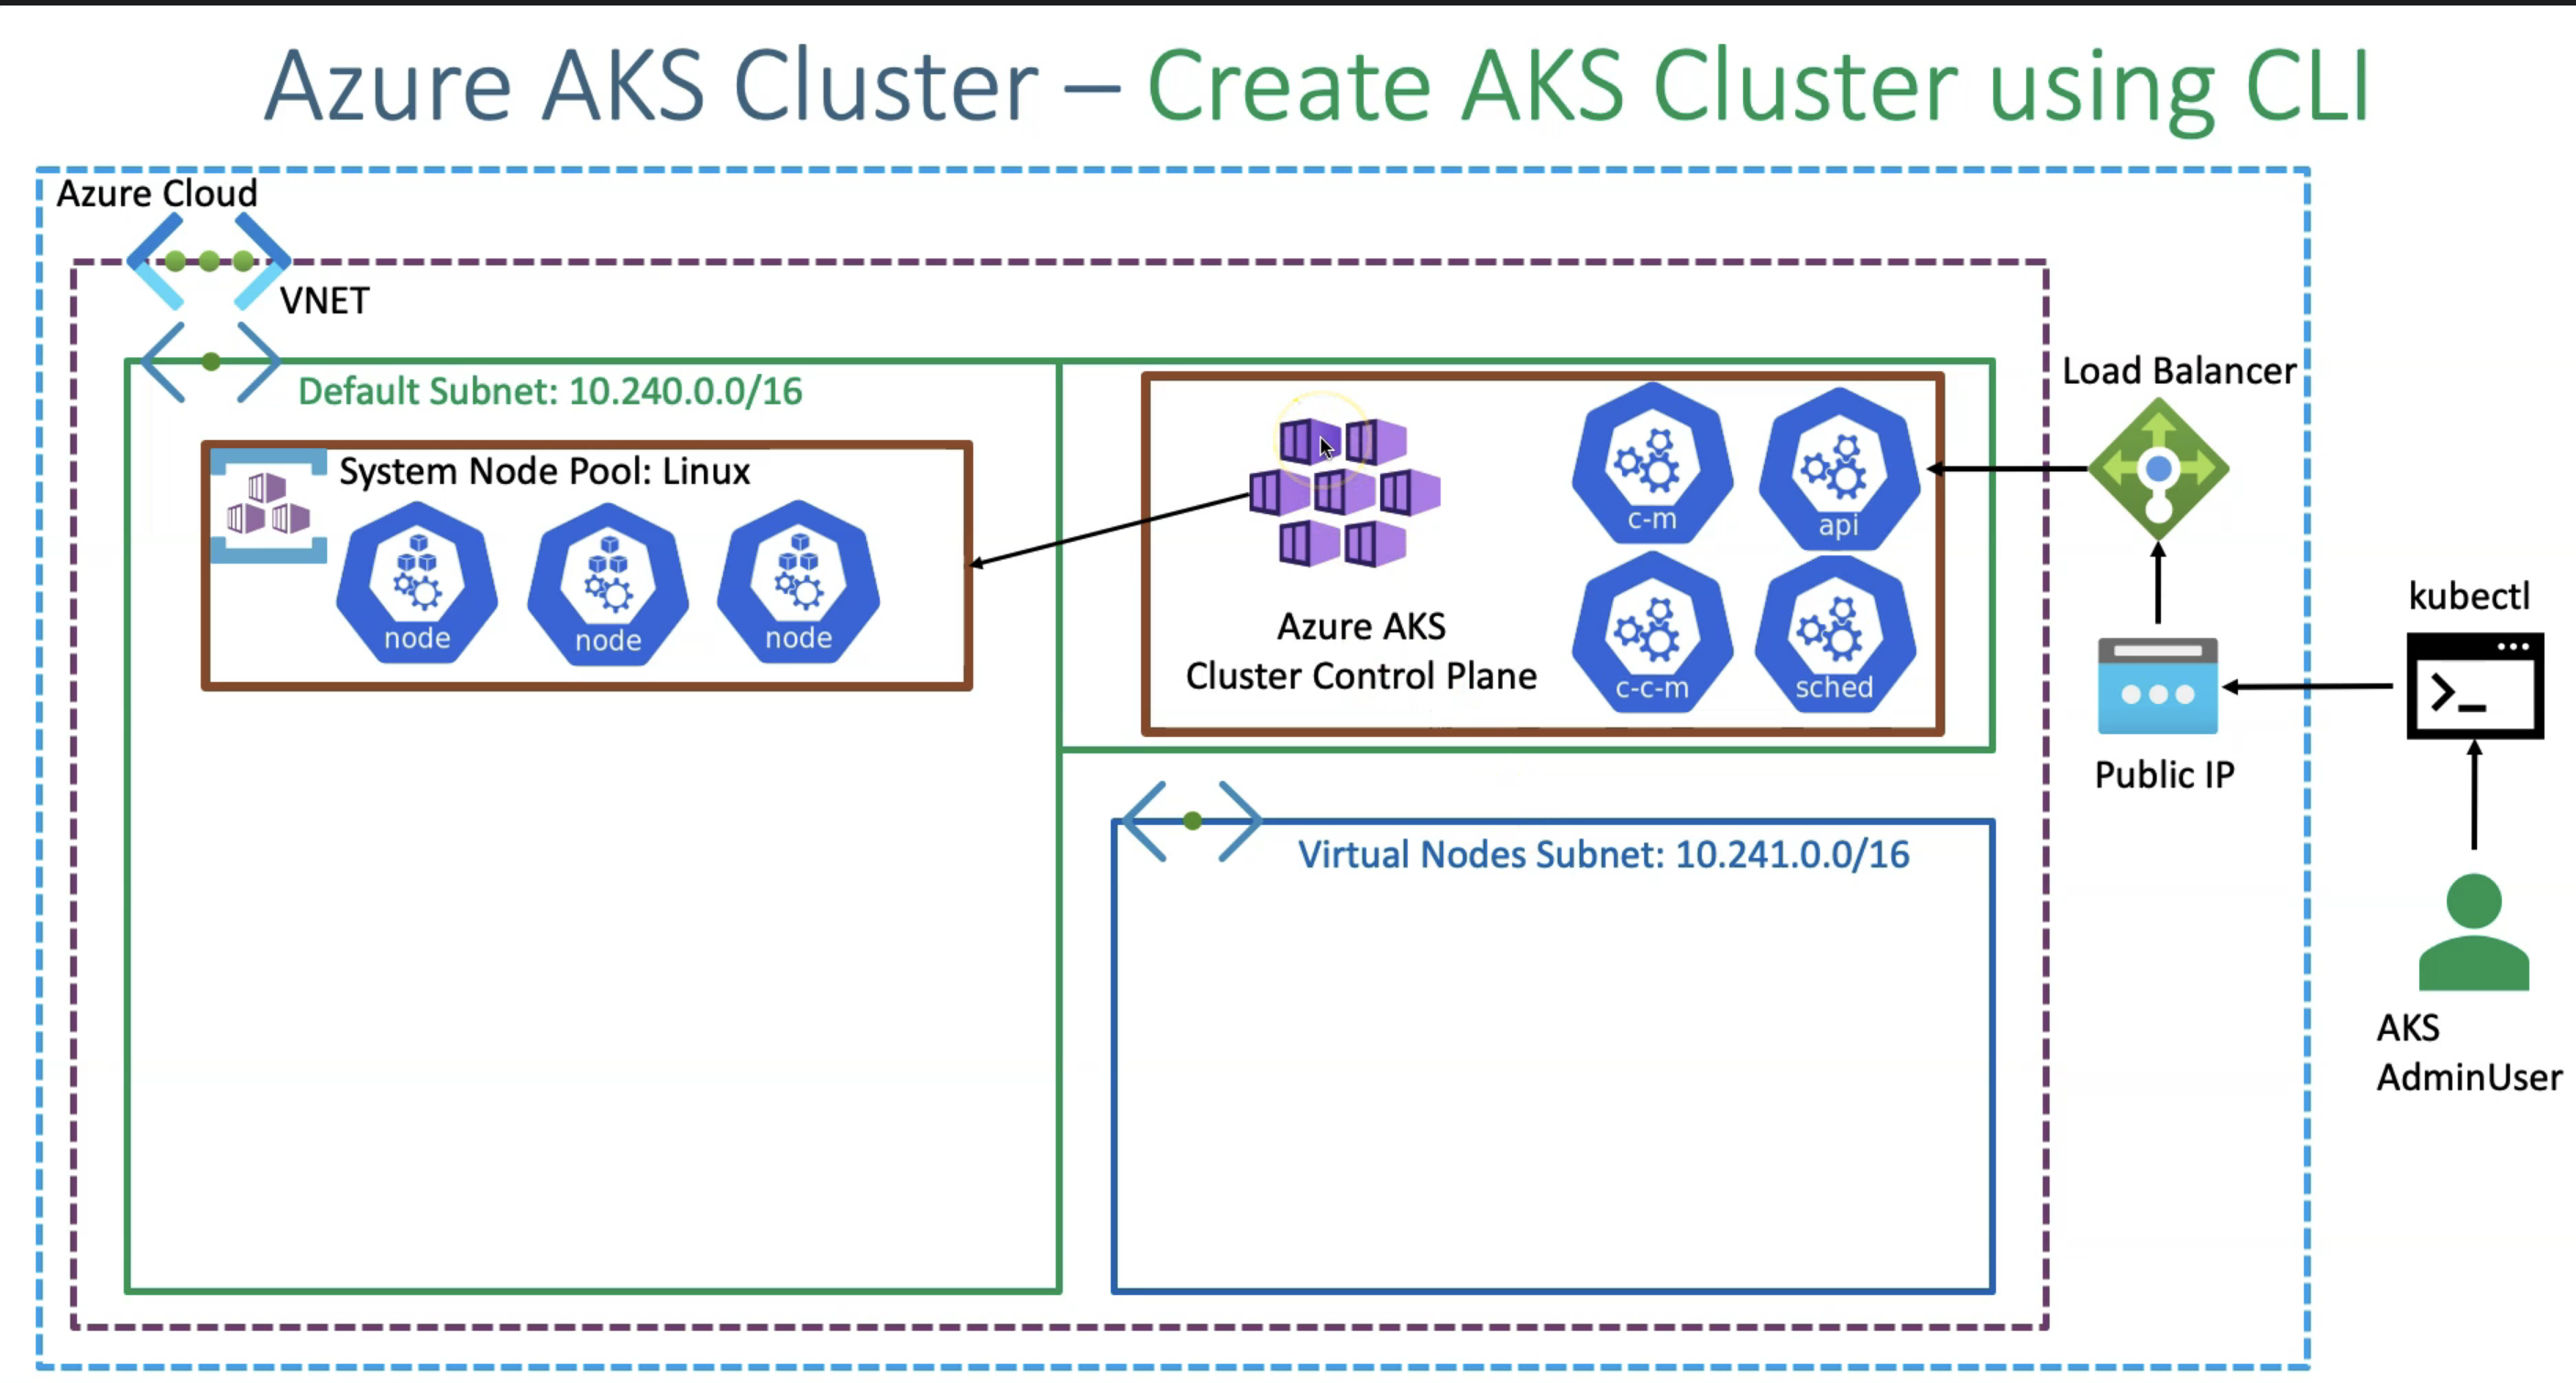 Azure AKS Cluster – Create AKS Cluster using CLI
Azure Cloud
VNET
Default Subnet: 10.240.0.0/16
System Node Pool: Linux
node
node
node
Azure AKS
Cluster Control Plane
c-m
api
c-c-m
sched
Virtual Nodes Subnet: 10.241.0.0/16
Load Balancer
Public IP
kubectl
>_
AKS
AdminUser